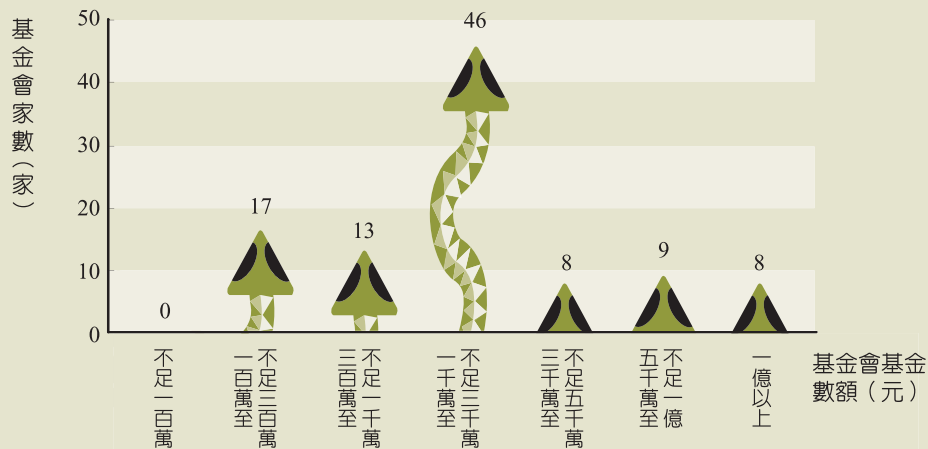 基金會家數（家）
50
40
30
20
10
0
0
17
13
46
8
9
8
不足一百萬
一百萬至
不足三百萬
三百萬至
不足一千萬
一千萬至
不足三千萬
三千萬至
不足五千萬
五千萬至
不足一億
一億以上
基金會基金
數額（元）